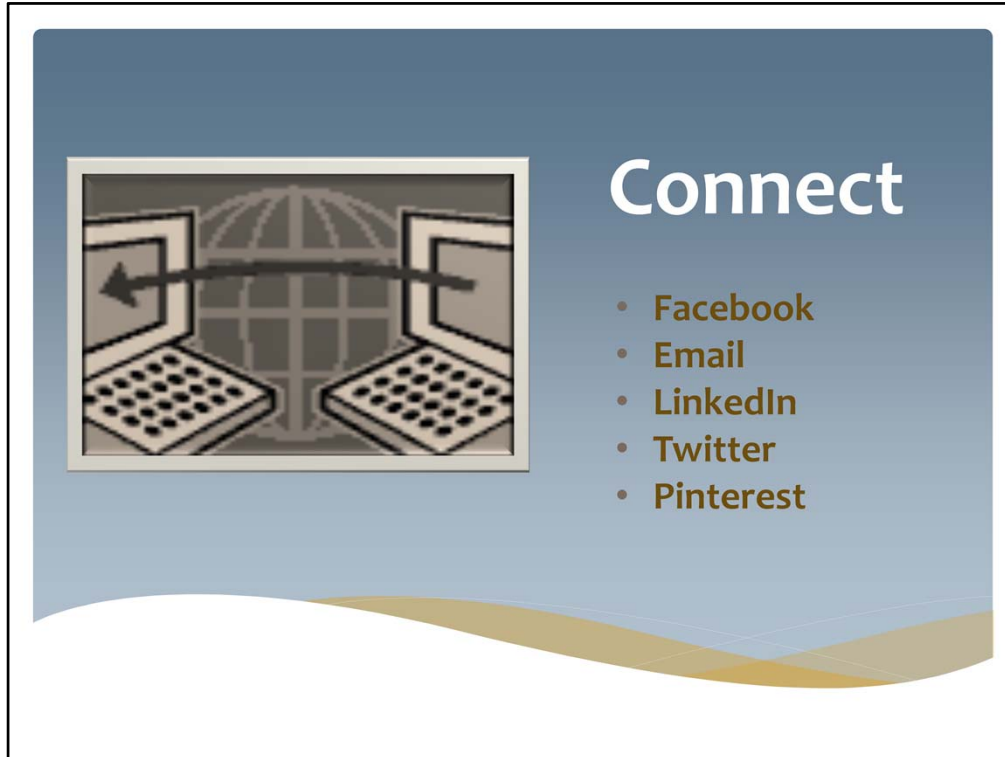 Connect
• Facebook
• Email
• LinkedIn
• Twitter
• Pinterest